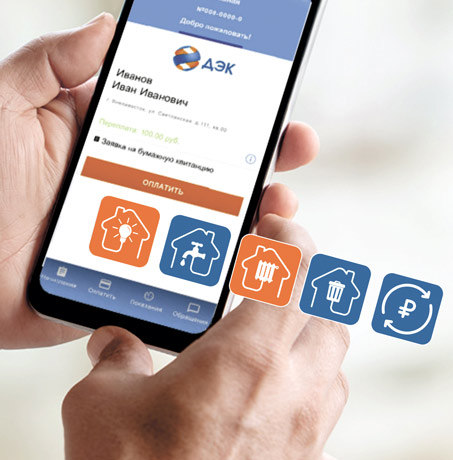 №000-0000-0
Добро пожаловать!
ДЭК
Иванов
Иван Иванович
г. Владивосток, ул. Светланская, д.111, кв.00
Переплата: 100.00 руб.
Заявка на бумажную квитанцию
ОПЛАТИТЬ
Начисления
Оплатить
Показания
Обращения
₽